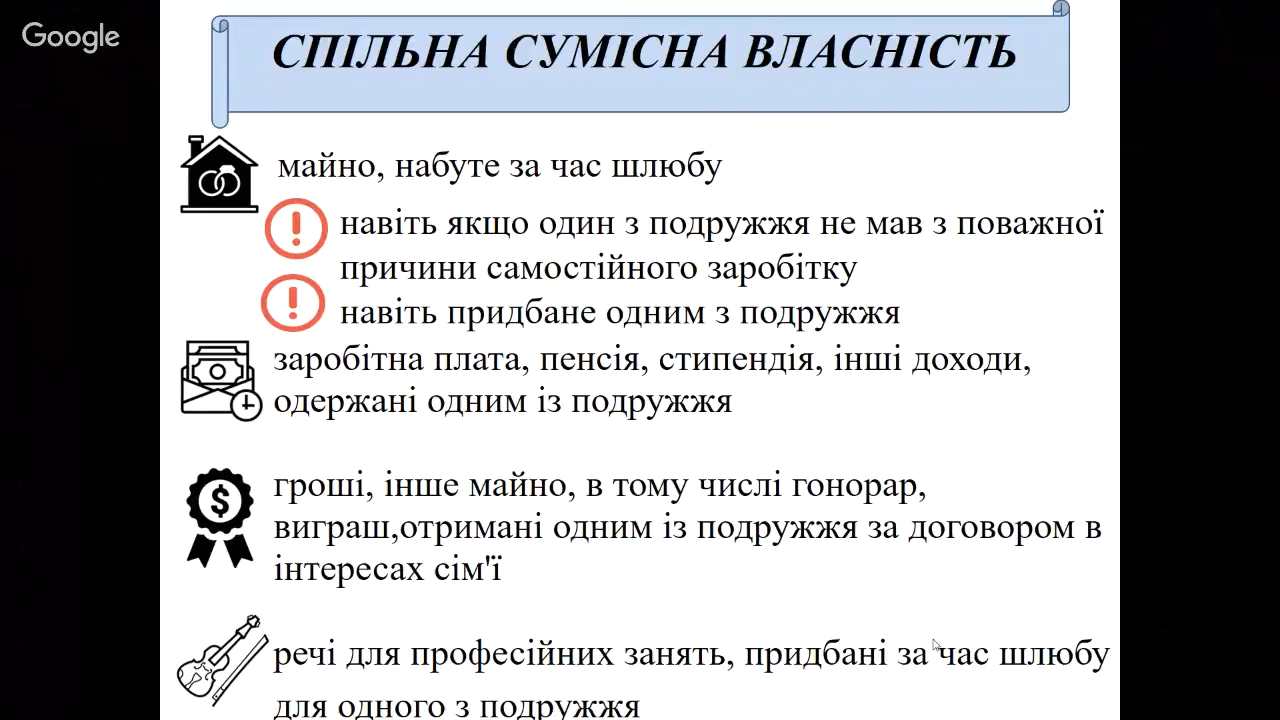 Google
СПІЛЬНА СУМІСНА ВЛАСНІСТЬ
майно, набуте за час шлюбу
навіть якщо один з подружжя не мав з поважної
причини самостійного заробітку
навіть придбане одним з подружжя
заробітна плата, пенсія, стипендія, інші доходи,
одержані одним із подружжя
гроші, інше майно, в тому числі гонорар,
виграш,отримані одним із подружжя за договором в
інтересах сім'ї
речі для професійних занять, придбані за час шлюбу
для одного з подружжя